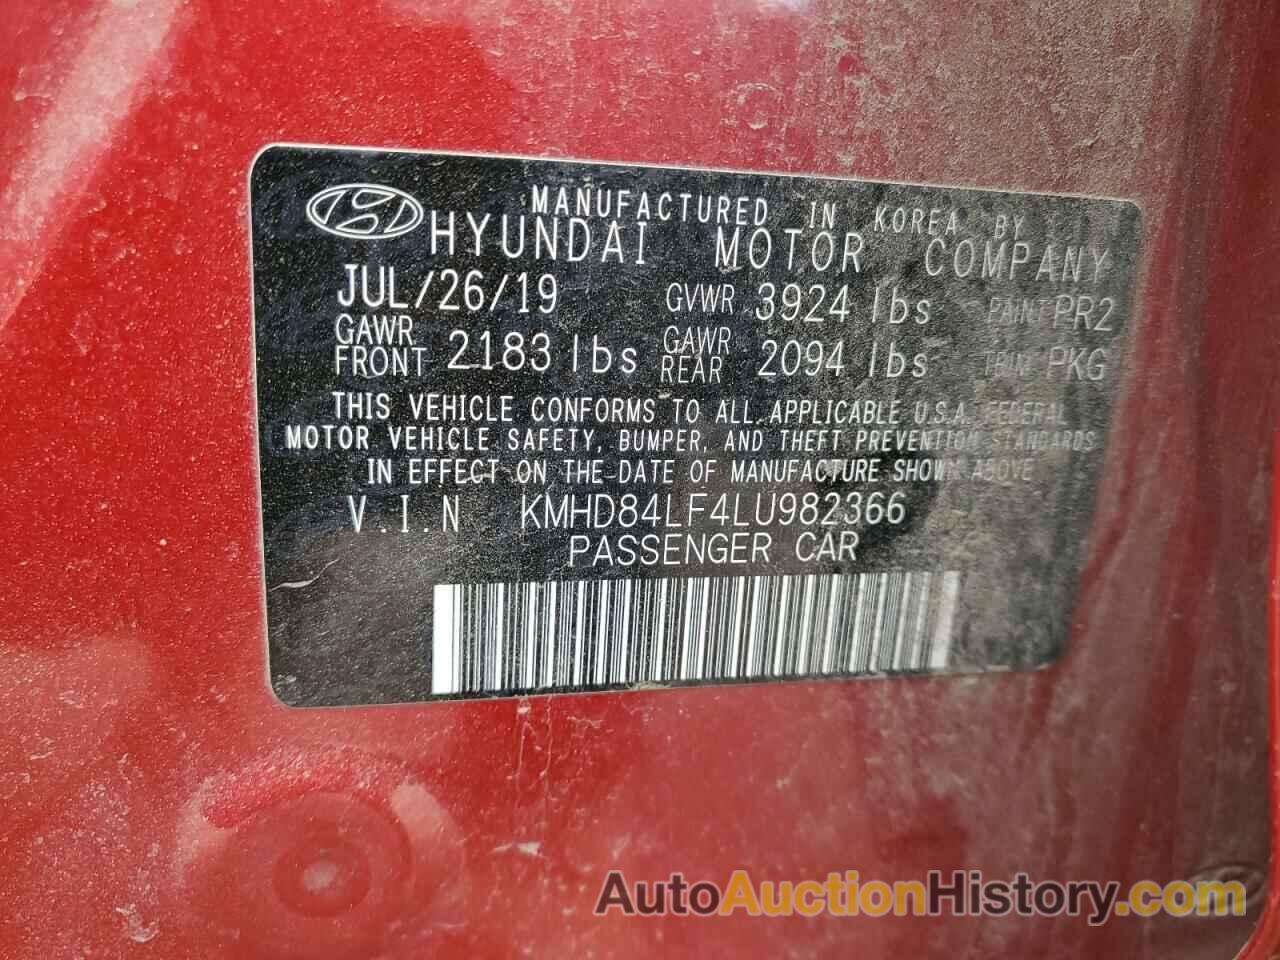 MANUFACTURED IN KOREA BY
HYUNDAI MOTOR COMPANY
JUL/26/19 GVWR 3924 lbs PAINT PR2
GAWR FRONT 2183 lbs GAWR REAR 2094 lbs TRIM PKG
THIS VEHICLE CONFORMS TO ALL APPLICABLE U.S.A. FEDERAL
MOTOR VEHICLE SAFETY, BUMPER, AND THEFT PREVENTION STANDARDS
IN EFFECT ON THE DATE OF MANUFACTURE SHOWN ABOVE
V.I.N KMHD84LF4LU982366
PASSENGER CAR
AutoAuctionHistory.com